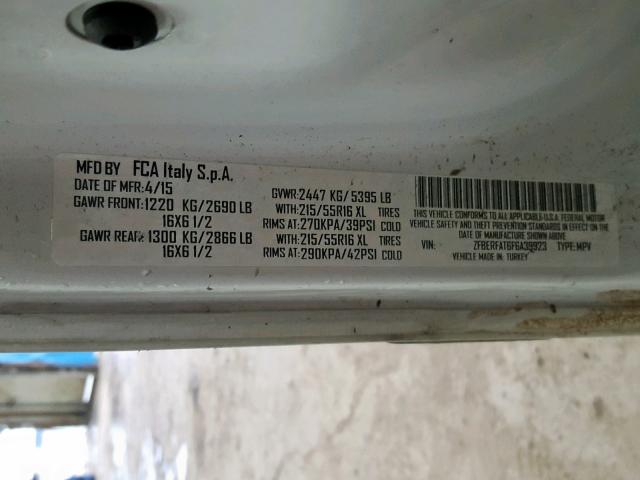 MFD BY FCA Italy S.p.A.
DATE OF MFR: 4/15
GAWR FRONT: 1220 KG/2690 LB
16X6 1/2
GAWR REAR: 1300 KG/2866 LB
16X6 1/2
GVWR: 2447 KG/5395 LB
WITH: 215/55R16 XL TIRES
RIMS AT: 270KPA/39PSI COLD
WITH: 215/55R16 XL TIRES
RIMS AT: 290KPA/42PSI COLD
THIS VEHICLE CONFORMS TO ALL APPLICABLE U.S.A. FEDERAL MOTOR
VEHICLE SAFETY AND THEFT PREVENTION STANDARDS IN EFFECT ON
THE DATE OF MANUFACTURE SHOWN ABOVE
VIN: ZFBERFAT6F6A39923 TYPE: MPV
VEHICLE MADE IN: TURKEY